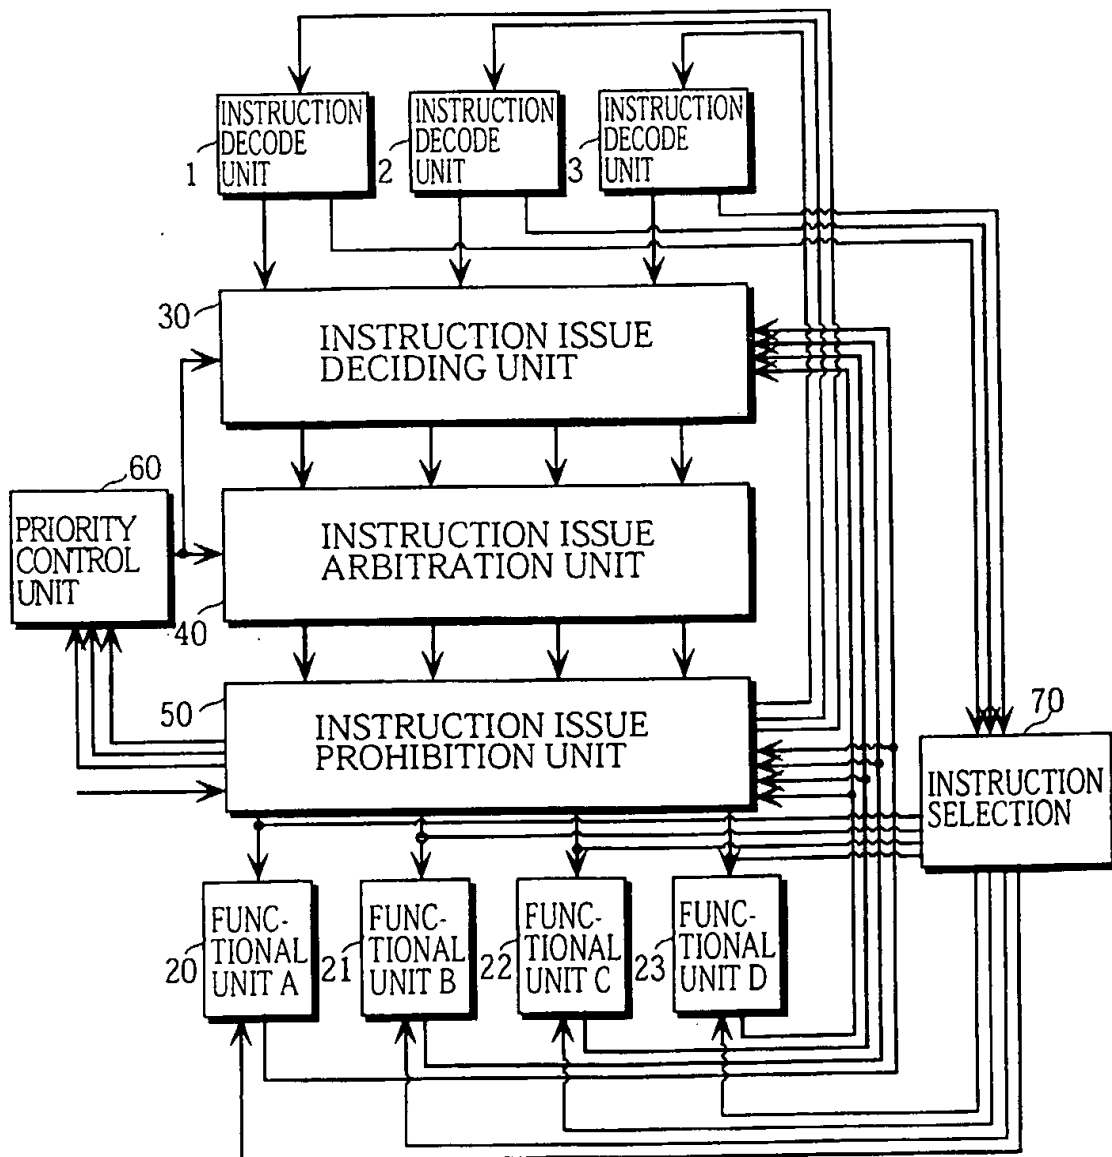 INSTRUCTION
DECODE
UNIT
1
INSTRUCTION
DECODE
UNIT
2
INSTRUCTION
DECODE
UNIT
3
30
INSTRUCTION ISSUE
DECIDING UNIT
60
PRIORITY
CONTROL
UNIT
INSTRUCTION ISSUE
ARBITRATION UNIT
40
50
INSTRUCTION ISSUE
PROHIBITION UNIT
70
INSTRUCTION
SELECTION
FUNC-
TIONAL
UNIT A
20
FUNC-
TIONAL
UNIT B
21
FUNC-
TIONAL
UNIT C
22
FUNC-
TIONAL
UNIT D
23